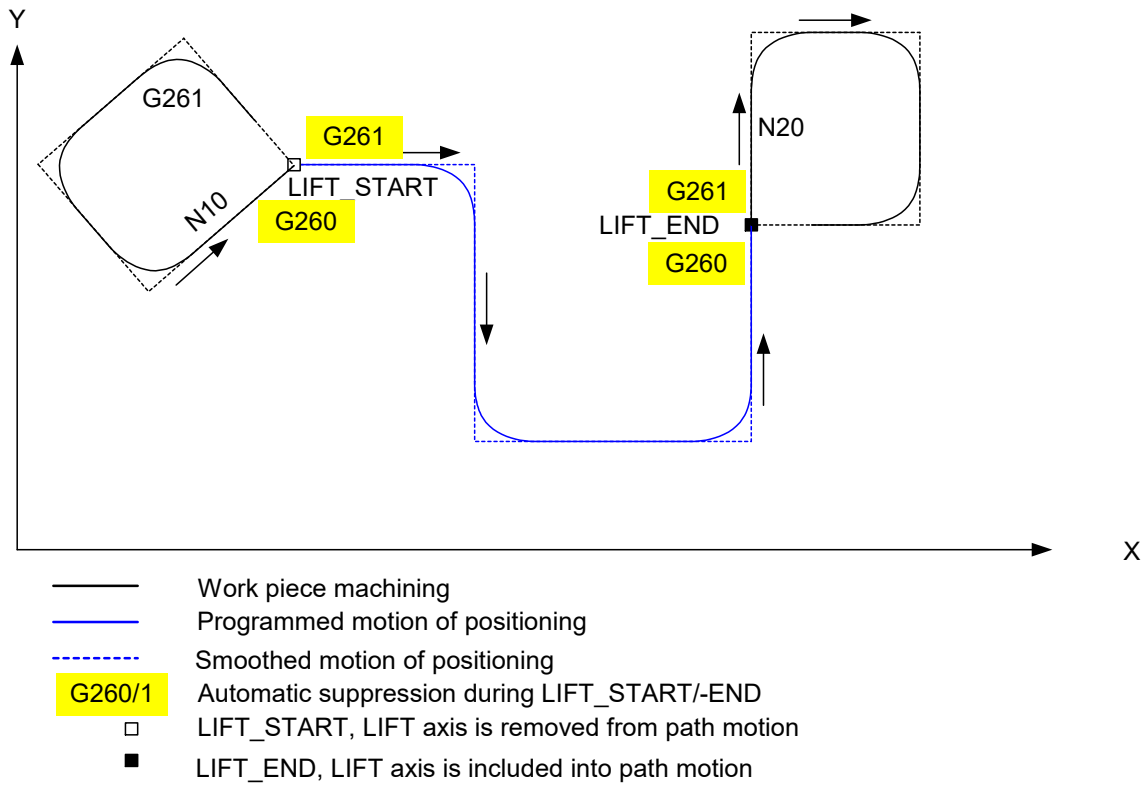 Y
G261
G261
LIFT_START
N10
G260
N20
G261
LIFT_END
G260
X
Work piece machining
Programmed motion of positioning
Smoothed motion of positioning
G260/1 Automatic suppression during LIFT_START/-END
LIFT_START, LIFT axis is removed from path motion
LIFT_END, LIFT axis is included into path motion